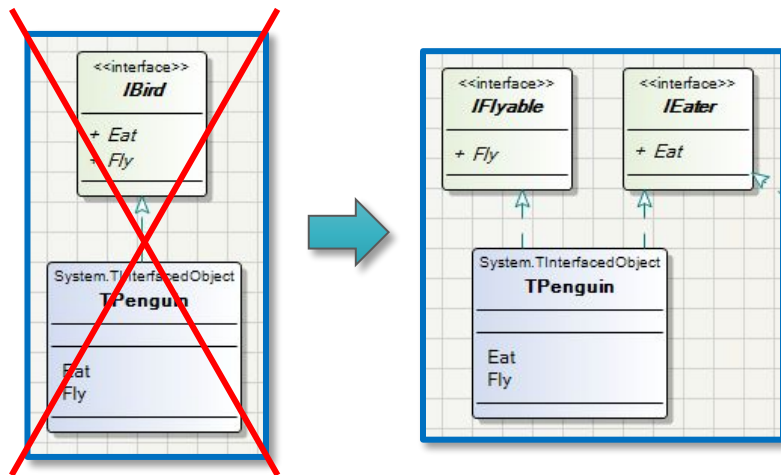 <<interface>>
IBird
+ Eat
+ Fly
System.TInterfacedObject
TPenguin
Eat
Fly
<<interface>>
IFlyable
+ Fly
<<interface>>
IEater
+ Eat
System.TInterfacedObject
TPenguin
Eat
Fly